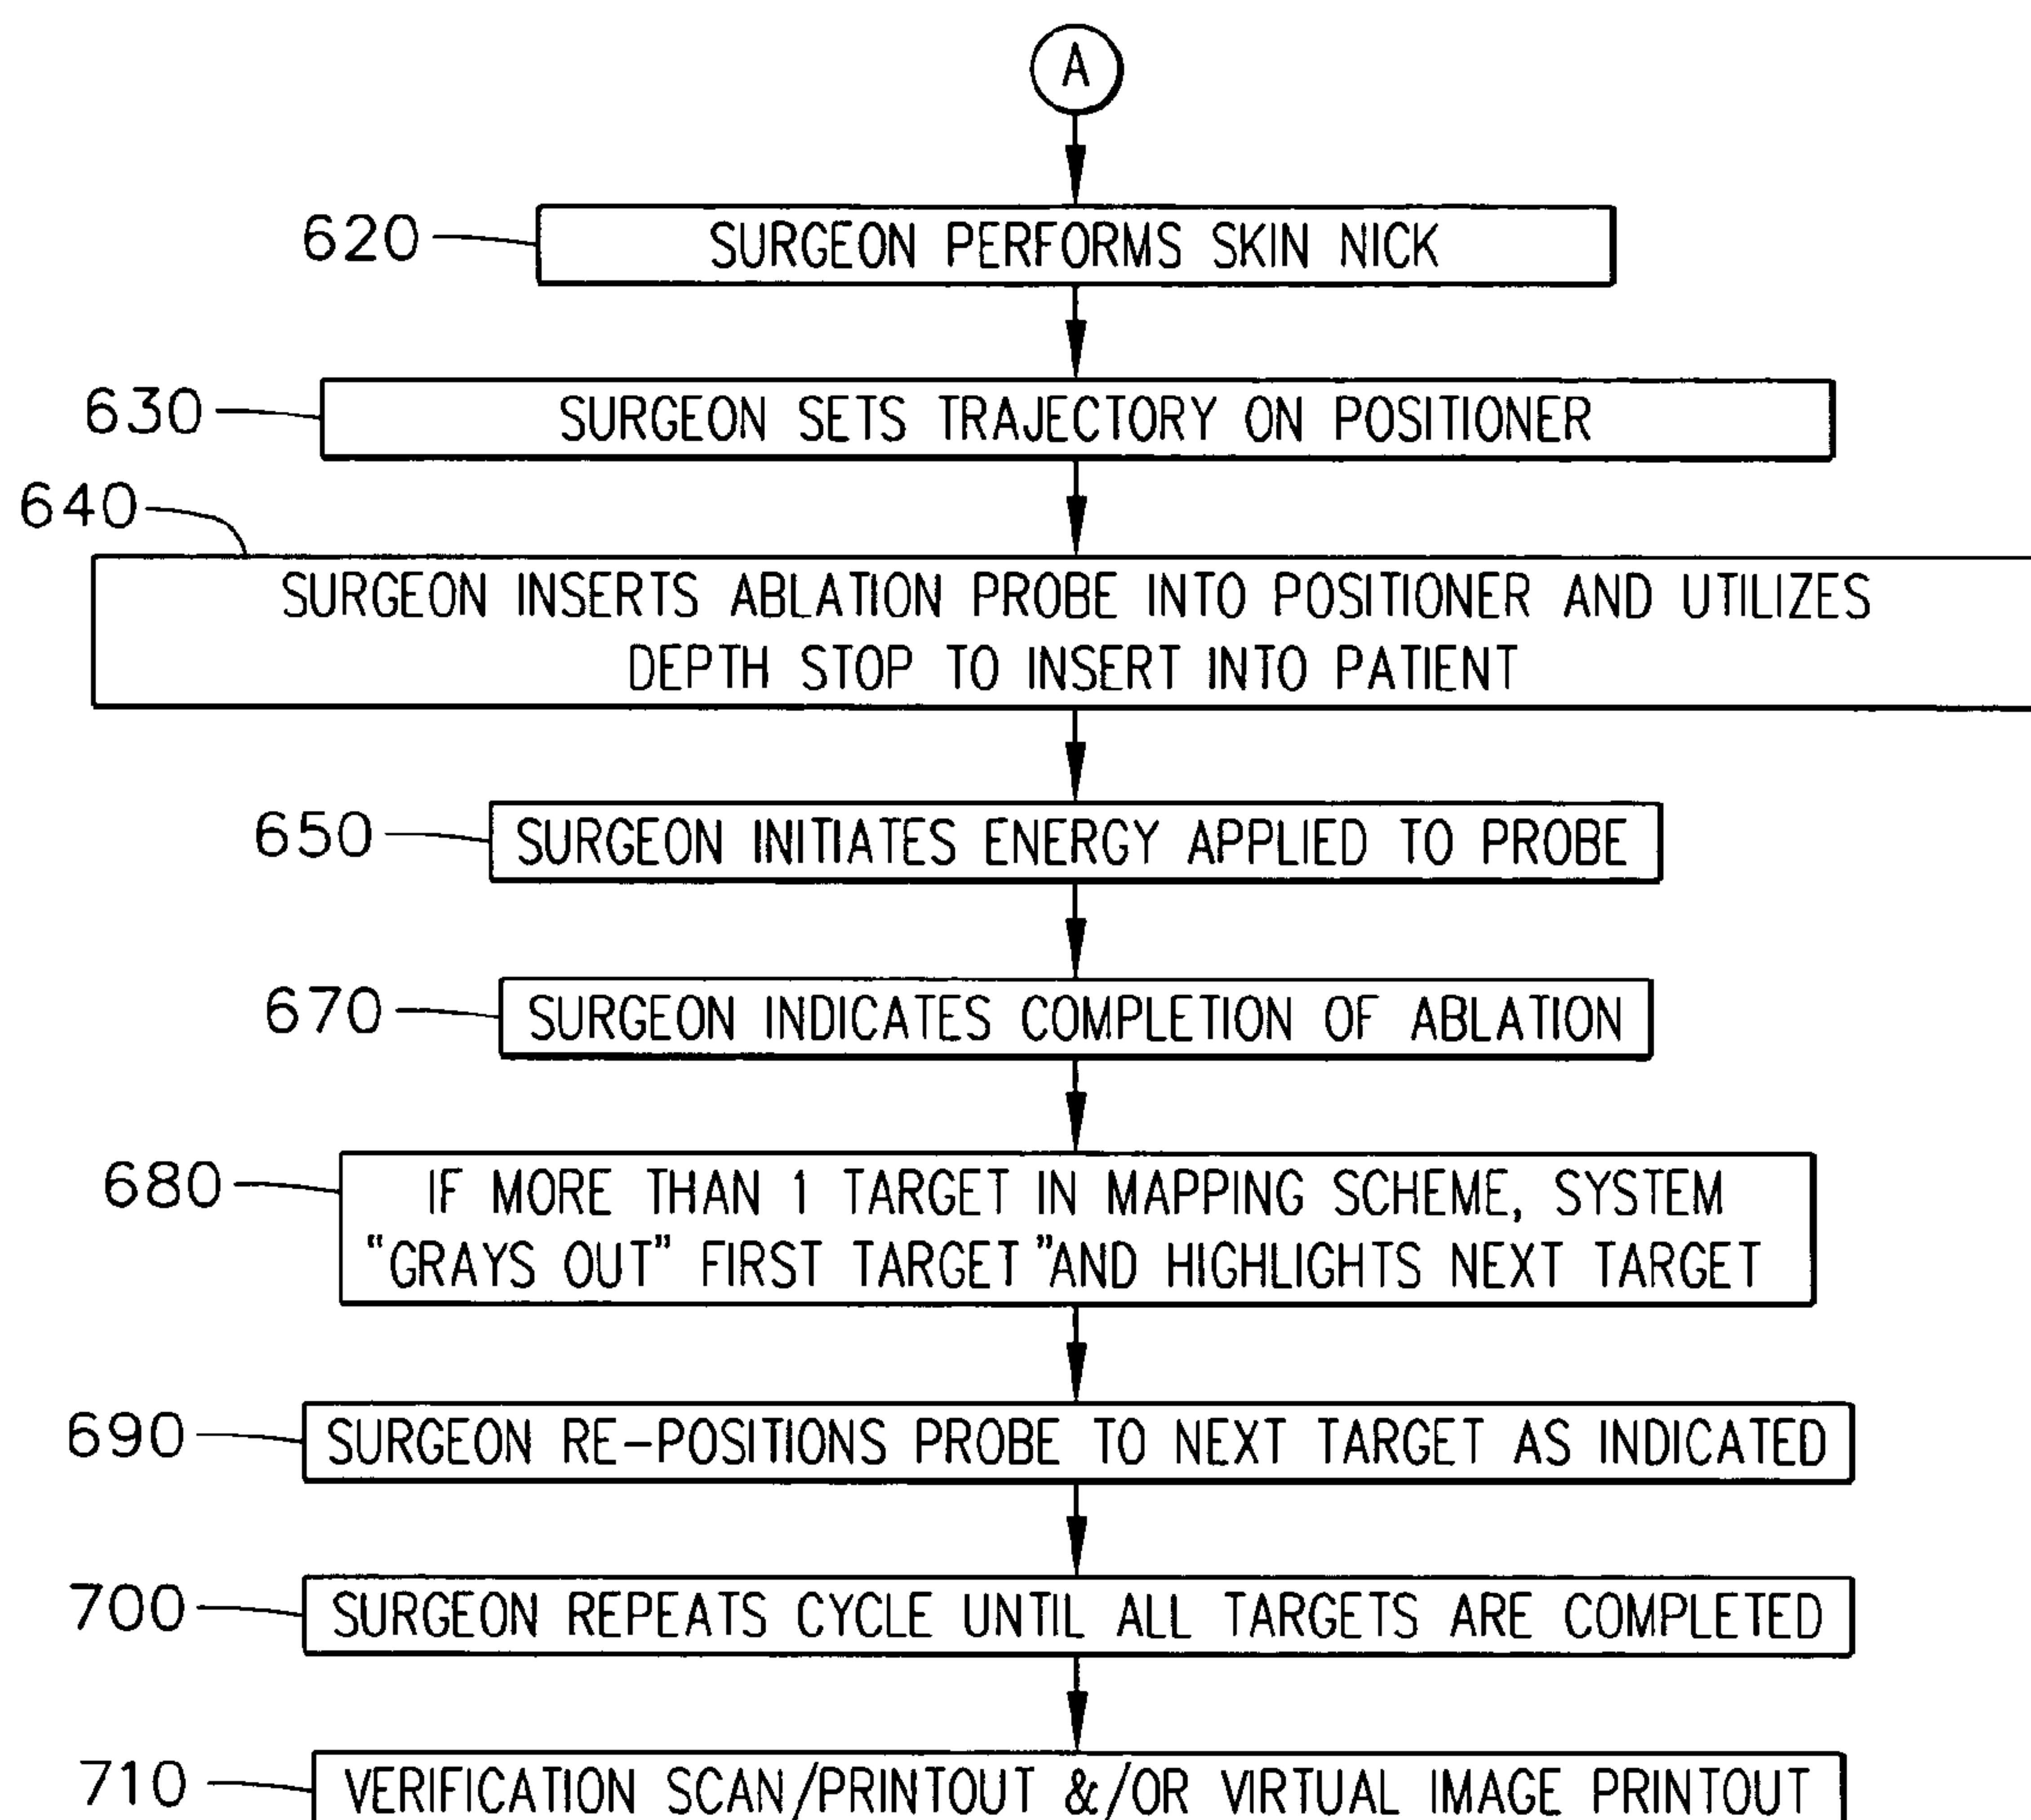 A
620 SURGEON PERFORMS SKIN NICK
630 SURGEON SETS TRAJECTORY ON POSITIONER
640
SURGEON INSERTS ABLATION PROBE INTO POSITIONER AND UTILIZES
DEPTH STOP TO INSERT INTO PATIENT
650 SURGEON INITIATES ENERGY APPLIED TO PROBE
670 SURGEON INDICATES COMPLETION OF ABLATION
680 IF MORE THAN 1 TARGET IN MAPPING SCHEME, SYSTEM
“GRAYS OUT” FIRST TARGET ”AND HIGHLIGHTS NEXT TARGET
690 SURGEON RE-POSITIONS PROBE TO NEXT TARGET AS INDICATED
700 SURGEON REPEATS CYCLE UNTIL ALL TARGETS ARE COMPLETED
710 VERIFICATION SCAN/PRINTOUT &/OR VIRTUAL IMAGE PRINTOUT